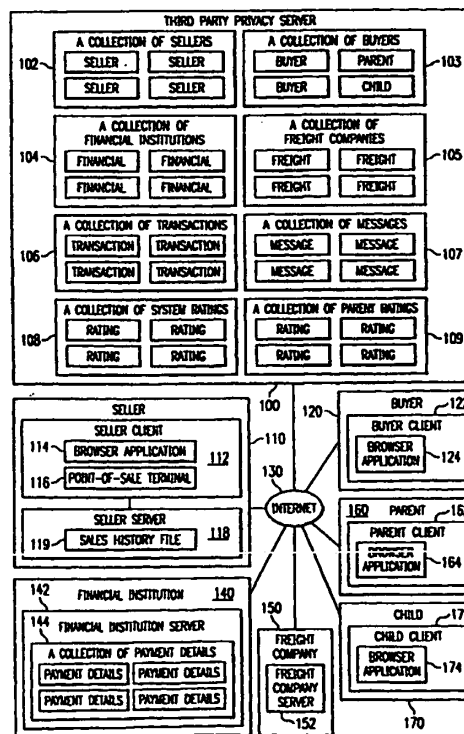 THIRD PARTY PRIVACY SERVER
A COLLECTION OF SELLERS
102
SELLER SELLER
SELLER SELLER
A COLLECTION OF BUYERS
103
BUYER PARENT
BUYER CHILD
A COLLECTION OF
FINANCIAL INSTITUTIONS
104
FINANCIAL FINANCIAL
FINANCIAL FINANCIAL
A COLLECTION OF
FREIGHT COMPANIES
105
FREIGHT FREIGHT
FREIGHT FREIGHT
A COLLECTION OF TRANSACTIONS
106
TRANSACTION TRANSACTION
TRANSACTION TRANSACTION
A COLLECTION OF MESSAGES
107
MESSAGE MESSAGE
MESSAGE MESSAGE
A COLLECTION OF SYSTEM RATINGS
108
RATING RATING
RATING RATING
A COLLECTION OF PARENT RATINGS
109
RATING RATING
RATING RATING
100
SELLER
110
SELLER CLIENT
112
114
BROWSER APPLICATION
116
POINT-OF-SALE TERMINAL
SELLER SERVER
118
119
SALES HISTORY FILE
130
INTERNET
120
BUYER
122
BUYER CLIENT
BROWSER
APPLICATION
124
160
PARENT
PARENT CLIENT
BROWSER
APPLICATION
164
CHILD
CHILD CLIENT
BROWSER
APPLICATION
174
170
142
FINANCIAL INSTITUTION
140
144
FINANCIAL INSTITUTION SERVER
A COLLECTION OF PAYMENT DETAILS
PAYMENT DETAILS PAYMENT DETAILS
PAYMENT DETAILS PAYMENT DETAILS
150
FREIGHT
COMPANY
FREIGHT
COMPANY
SERVER
152